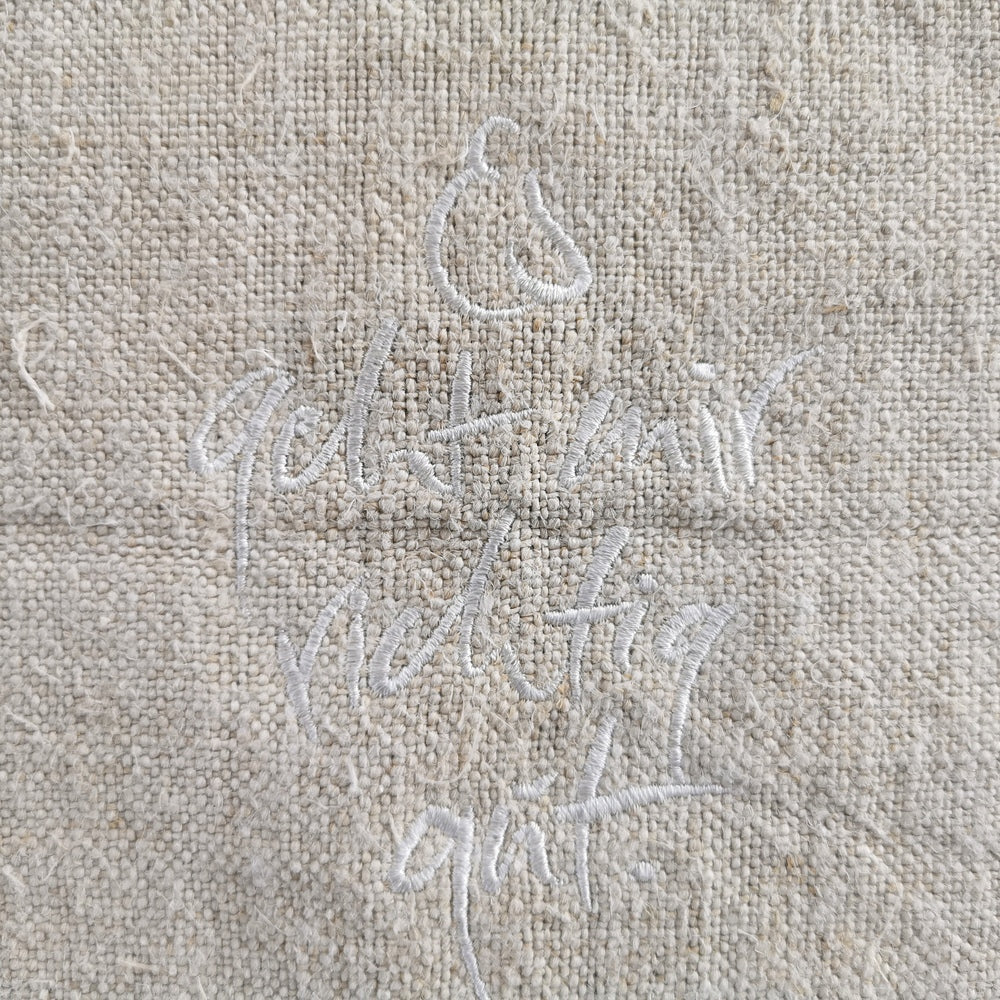 Es
geht mir
richtig
gut.